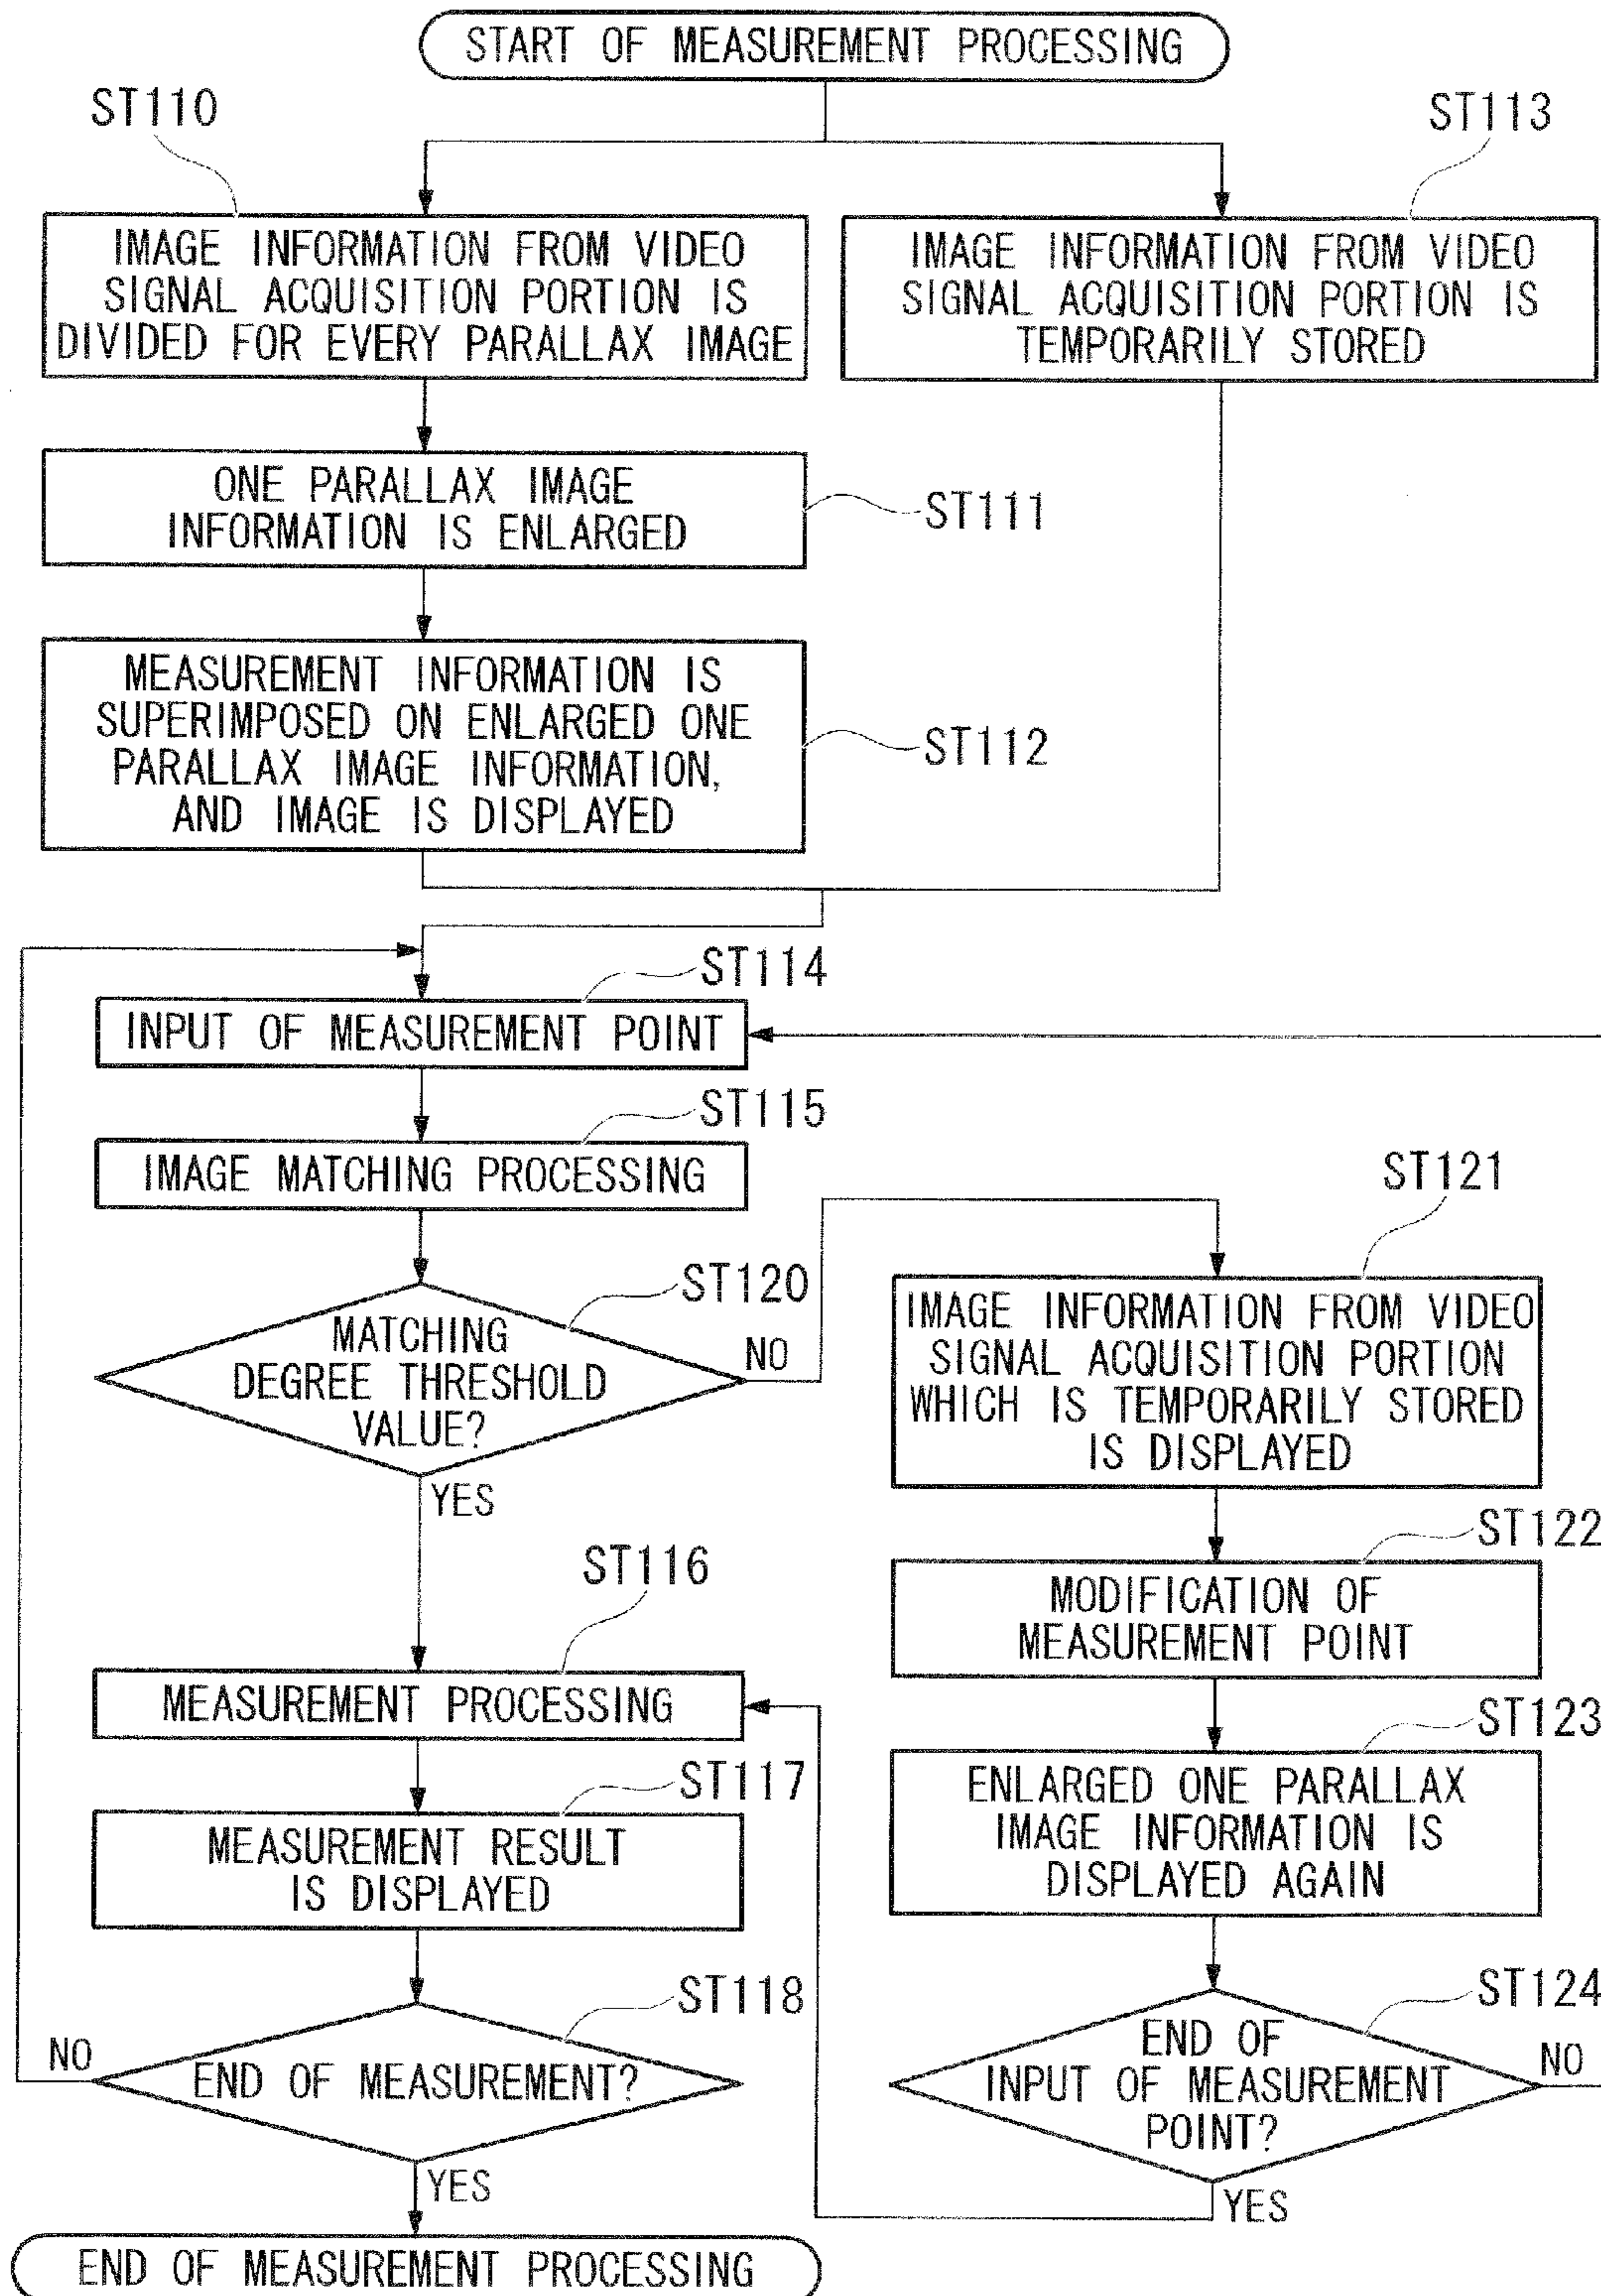 START OF MEASUREMENT PROCESSING
ST110
ST113
IMAGE INFORMATION FROM VIDEO
SIGNAL ACQUISITION PORTION IS
DIVIDED FOR EVERY PARALLAX IMAGE
IMAGE INFORMATION FROM VIDEO
SIGNAL ACQUISITION PORTION IS
TEMPORARILY STORED
ONE PARALLAX IMAGE
INFORMATION IS ENLARGED
ST111
MEASUREMENT INFORMATION IS
SUPERIMPOSED ON ENLARGED ONE
PARALLAX IMAGE INFORMATION,
AND IMAGE IS DISPLAYED
ST112
ST114
INPUT OF MEASUREMENT POINT
ST115
IMAGE MATCHING PROCESSING
ST120
MATCHING
DEGREE THRESHOLD
VALUE?
NO
YES
ST121
IMAGE INFORMATION FROM VIDEO
SIGNAL ACQUISITION PORTION
WHICH IS TEMPORARILY STORED
IS DISPLAYED
ST122
MODIFICATION OF
MEASUREMENT POINT
ST116
MEASUREMENT PROCESSING
ST123
ENLARGED ONE PARALLAX
IMAGE INFORMATION IS
DISPLAYED AGAIN
ST117
MEASUREMENT RESULT
IS DISPLAYED
ST118
NO
END OF MEASUREMENT?
YES
ST124
END OF
INPUT OF MEASUREMENT
POINT?
NO
YES
END OF MEASUREMENT PROCESSING